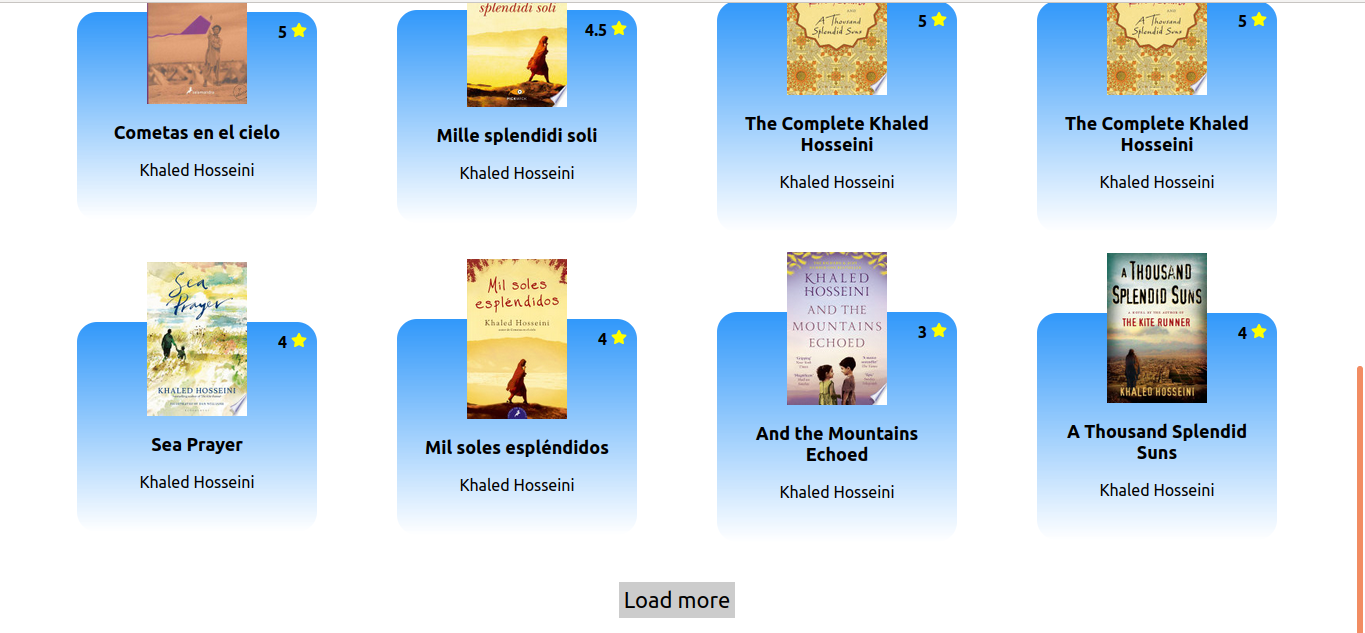 splendidi soli
AND
A Thousand
Splendid Suns
AND
A Thousand
Splendid Suns
5
4.5
5
5
PICKWICK
Cometas en el cielo
Mille splendidi soli
The Complete Khaled
Hosseini
The Complete Khaled
Hosseini
Khaled Hosseini
Khaled Hosseini
Khaled Hosseini
Khaled Hosseini
Sea
Prayer
KHALED HOSSEINI
4
Mil soles
espléndidos
Khaled Hosseini
4
KHALED
HOSSEINI
AND THE
MOUNTAINS
ECHOED
3
A THOUSAND
SPLENDID SUNS
A NOVEL BY THE AUTHOR OF
THE KITE RUNNER
KHALED HOSSEINI
4
Sea Prayer
Mil soles espléndidos
And the Mountains
Echoed
A Thousand Splendid
Suns
Khaled Hosseini
Khaled Hosseini
Khaled Hosseini
Khaled Hosseini
Load more